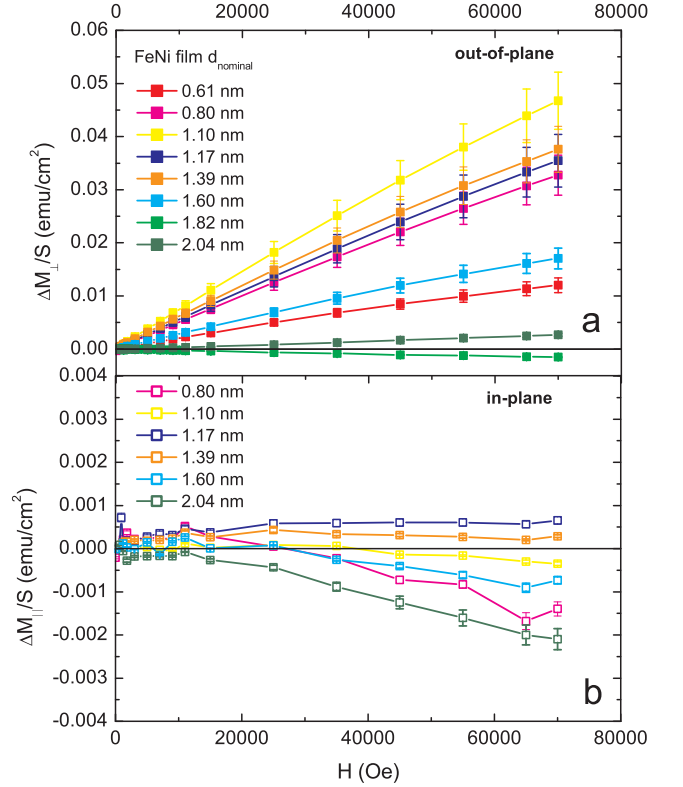 0 20000 40000 60000 80000
0.06
0.05
0.04
0.03
0.02
0.01
0.00
ΔM⊥/S (emu/cm²)
out-of-plane
FeNi film d_nominal
0.61 nm
0.80 nm
1.10 nm
1.17 nm
1.39 nm
1.60 nm
1.82 nm
2.04 nm
a
0.004
0.003
0.002
0.001
0.000
-0.001
-0.002
-0.003
-0.004
ΔM||/S (emu/cm²)
in-plane
0.80 nm
1.10 nm
1.17 nm
1.39 nm
1.60 nm
2.04 nm
b
0 20000 40000 60000 80000
H (Oe)